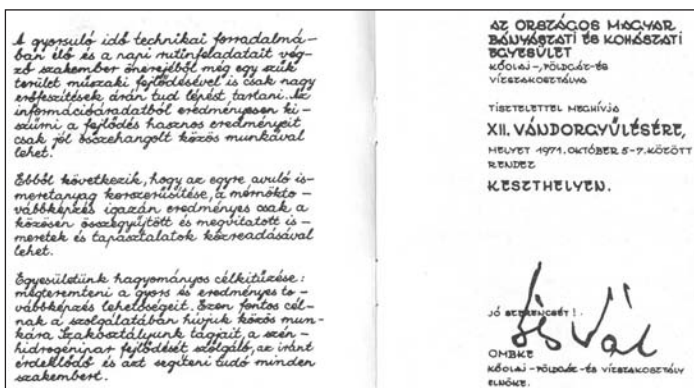 A gyorsuló idő technikai forradalmá-
ban élő és a napi rutinfeladatait vég-
ző szakember önerejéből még egy szűk
terület műszaki fejlődésével is csak nagy
erőfeszítések árán tud lépést tartani. Az
információáradatból eredményesen ki-
szűrni a fejlődés hasznos eredményeit
csak jól összehangolt közös munkával
lehet.
Ebből következik, hogy az egyre avuló is-
meretanyag korszerűsítése, a mérnökto-
vábbképzés igazán eredményes csak a
közösen összegyűjtött és megvitatott is-
meretek és tapasztalatok közreadásával
lehet.
Egyesületünk hagyományos célkitűzése:
megteremteni a gyors és eredményes to-
vábbképzés lehetőségeit. Ezen fontos cél-
nak a szolgálatában hívjuk közös mun-
kára Szakosztályunk tagjait, a szén-
hidrogénipar fejlődését szolgáló, az iránt
érdeklődő és azt segíteni tudó minden
szakembert.
AZ ORSZÁGOS MAGYAR
BÁNYÁSZATI ÉS KOHÁSZATI
EGYESÜLET
KŐOLAJ-, FÖLDGÁZ- ÉS
VÍZSZAKOSZTÁLYA
TISZTELETTEL MEGHÍVJA
XII. VÁNDORGYŰLÉSÉRE,
MELYET 1971. OKTÓBER 5-7. KÖZÖTT
RENDEZ
KESZTHELYEN.
JÓ SZERENCSÉT!
OMBKE
KŐOLAJ- FÖLDGÁZ- ÉS VÍZSZAKOSZTÁLY
ELNÖKE.